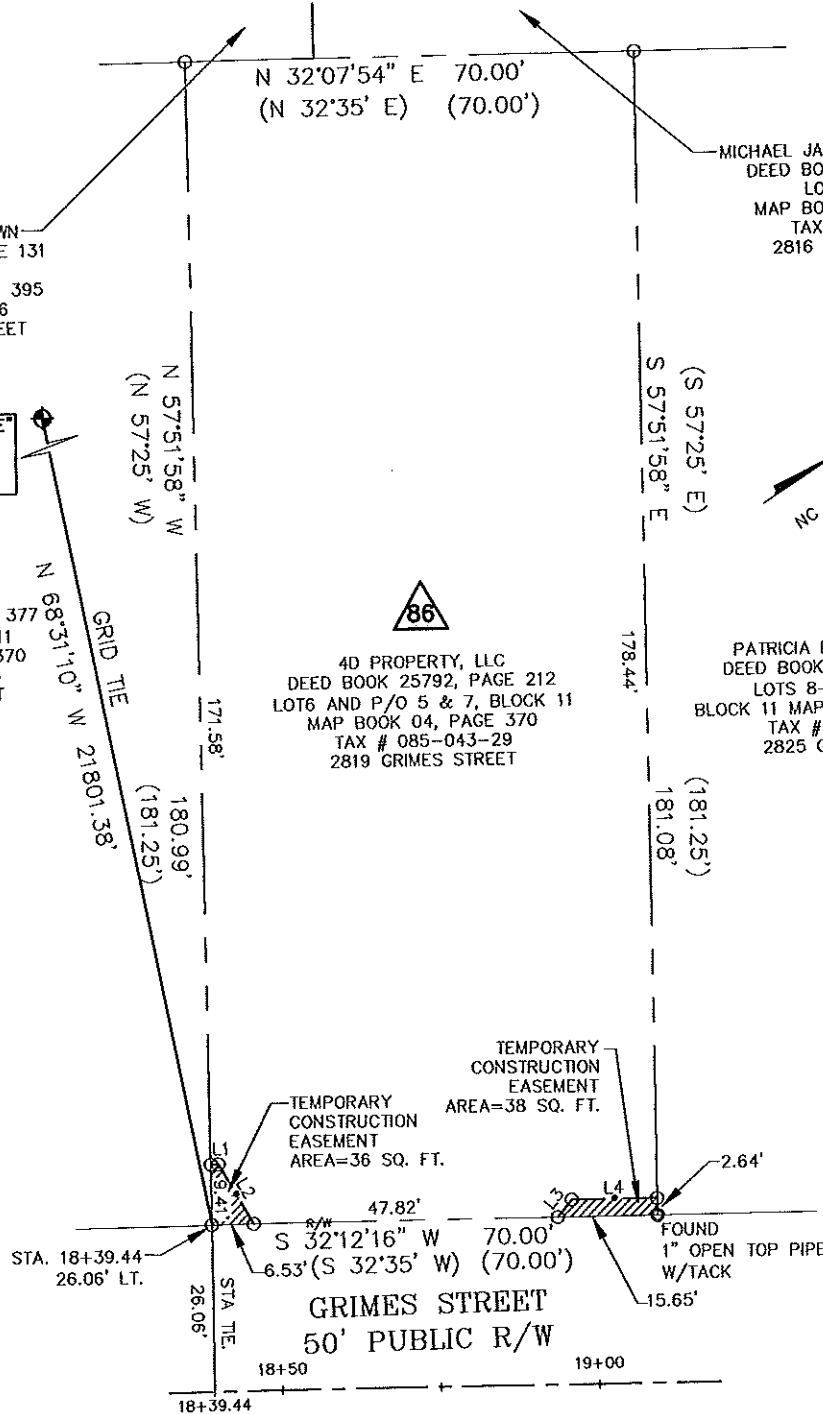 N 32°07'54" E 70.00'
(N 32°35' E) (70.00')
MICHAEL JA
DEED BO
LO
MAP BO
TAX
2816
WN
E 131
395
6
EET
E"
N 57°51'58" W
(N 57°25' W)
(S 57°25' E)
S 57°51'58" E
NC
377
11
370
T
GRID TIE
N 68°31'10" W 21801.38'
86
4D PROPERTY, LLC
DEED BOOK 25792, PAGE 212
LOT6 AND P/O 5 & 7, BLOCK 11
MAP BOOK 04, PAGE 370
TAX # 085-043-29
2819 GRIMES STREET
171.58'
178.44'
PATRICIA
DEED BOOK
LOTS 8-
BLOCK 11 MAP
TAX #
2825 G
180.99'
(181.25')
(181.25')
181.08'
TEMPORARY
CONSTRUCTION
EASEMENT
AREA=36 SQ. FT.
TEMPORARY
CONSTRUCTION
EASEMENT
AREA=38 SQ. FT.
L1
L2
9.41'
L3
L4
2.64'
47.82'
R/W
S 32°12'16" W 70.00'
6.53' (S 32°35' W) (70.00')
FOUND
1" OPEN TOP PIPE
W/TACK
15.65'
STA. 18+39.44
26.06' LT.
STA TIE.
26.06'
GRIMES STREET
50' PUBLIC R/W
18+50
19+00
18+39.44